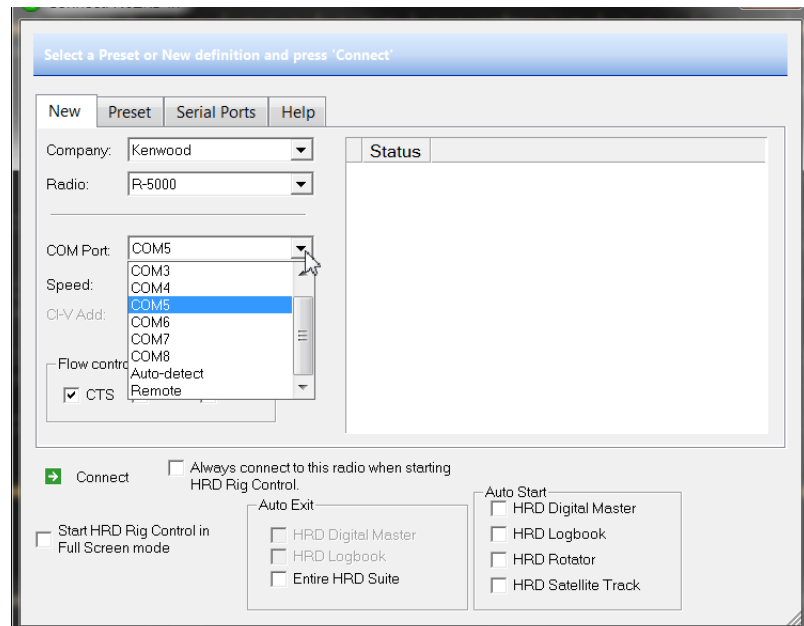 Select a Preset or New definition and press 'Connect'
New Preset Serial Ports Help
Company: Kenwood
Radio: R-5000
Status
COM Port: COM5
Speed:
CI-V Add:
COM3
COM4
COM5
COM6
COM7
COM8
Auto-detect
Remote
Flow contro
CTS
Connect
Always connect to this radio when starting
HRD Rig Control.
Start HRD Rig Control in
Full Screen mode
Auto Exit
HRD Digital Master
HRD Logbook
Entire HRD Suite
Auto Start
HRD Digital Master
HRD Logbook
HRD Rotator
HRD Satellite Track